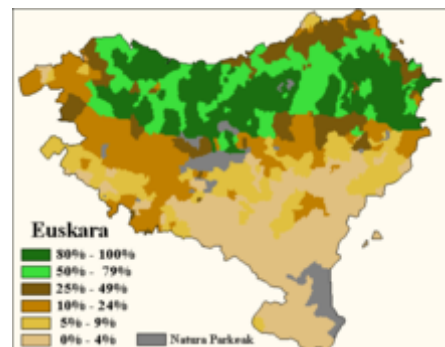 Euskara
80% - 100%
50% - 79%
25% - 49%
10% - 24%
5% - 9%
0% - 4%
Natura Parkeak